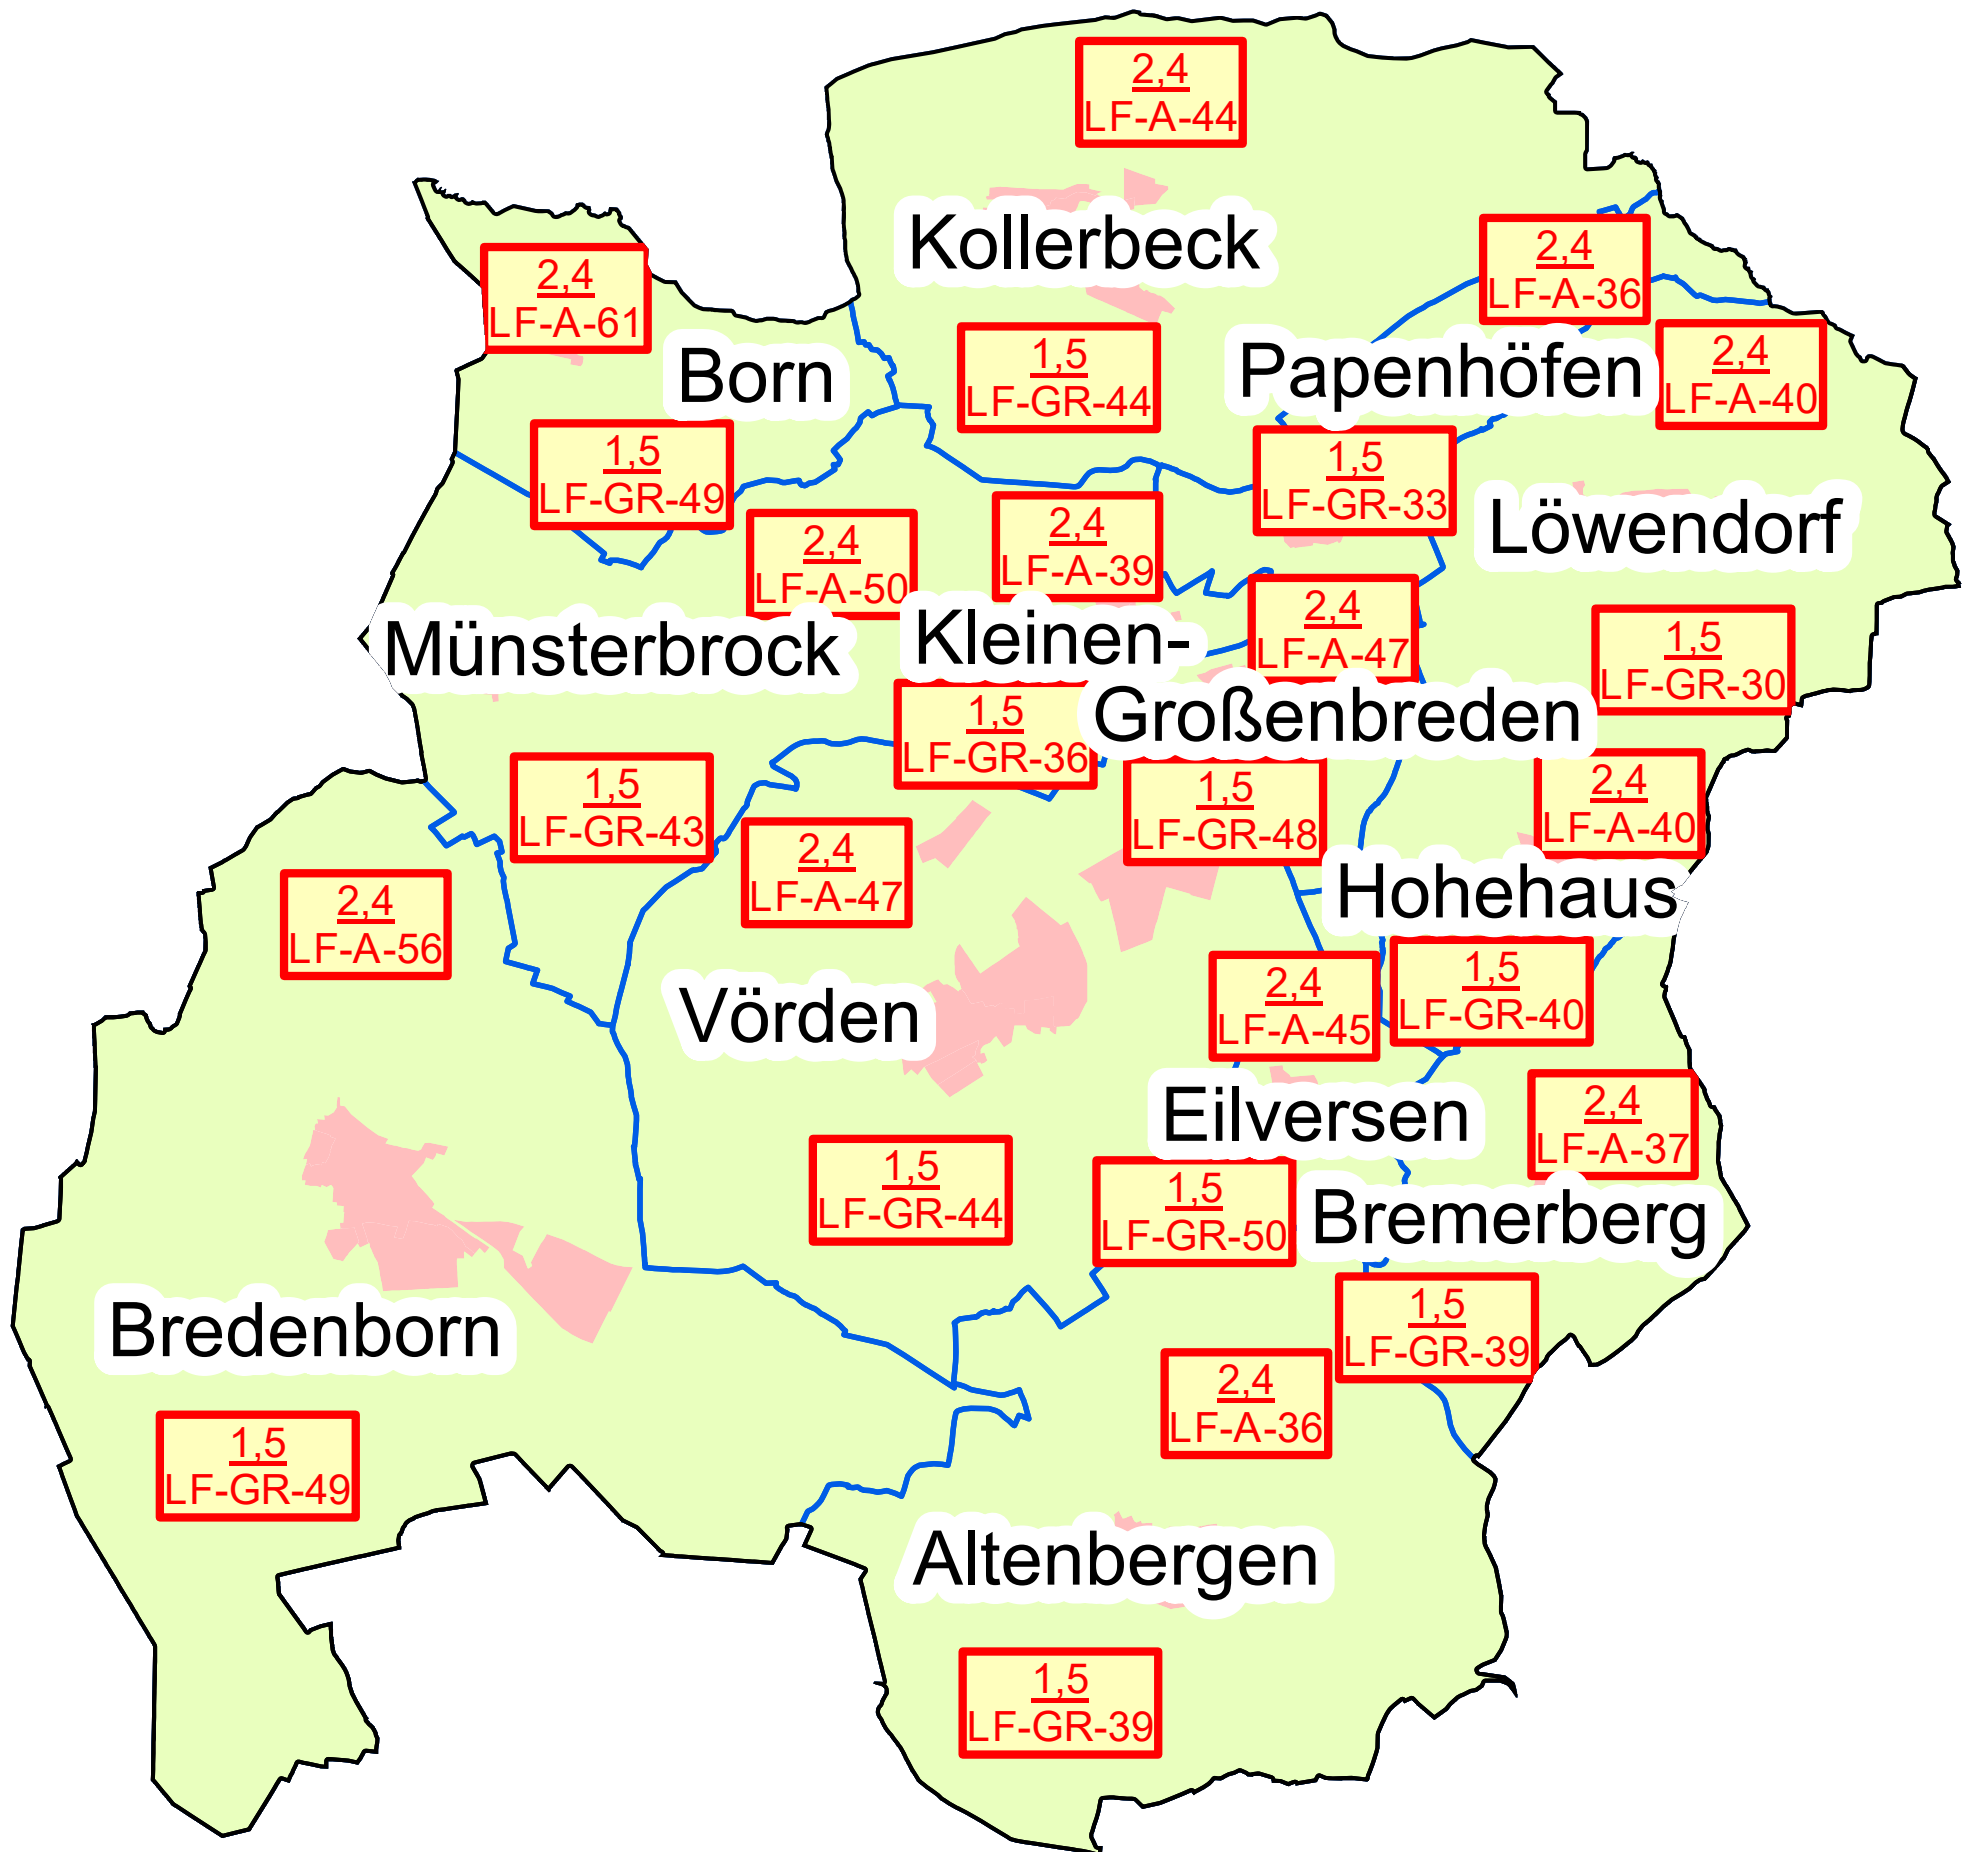 2,4
LF-A-44
Kollerbeck
2,4
LF-A-36
2,4
LF-A-61
Born
1,5
LF-GR-44
Papenhöfen
2,4
LF-A-40
1,5
LF-GR-49
1,5
LF-GR-33
Löwendorf
2,4
LF-A-50
2,4
LF-A-39
Münsterbrock
Kleinen-
2,4
LF-A-47
1,5
LF-GR-30
1,5
LF-GR-36
Großenbreden
1,5
LF-GR-43
2,4
LF-A-47
1,5
LF-GR-48
2,4
LF-A-40
Hohehaus
2,4
LF-A-56
Vörden
2,4
LF-A-45
1,5
LF-GR-40
Eilversen
2,4
LF-A-37
1,5
LF-GR-44
1,5
LF-GR-50
Bremerberg
Bredenborn
1,5
LF-GR-39
2,4
LF-A-36
1,5
LF-GR-49
Altenbergen
1,5
LF-GR-39